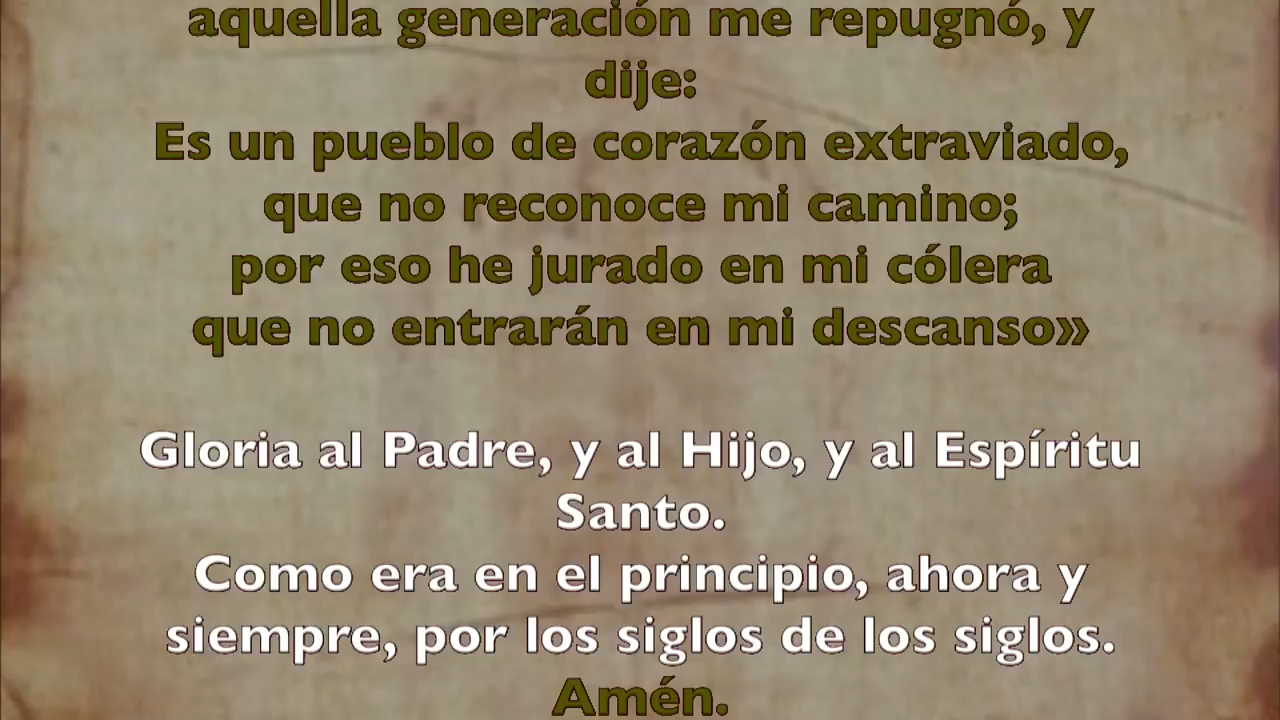 aquella generación me repugnó, y
dije:
Es un pueblo de corazón extraviado,
que no reconoce mi camino;
por eso he jurado en mi cólera
que no entrarán en mi descanso»
Gloria al Padre, y al Hijo, y al Espíritu
Santo.
Como era en el principio, ahora y
siempre, por los siglos de los siglos.
Amén.